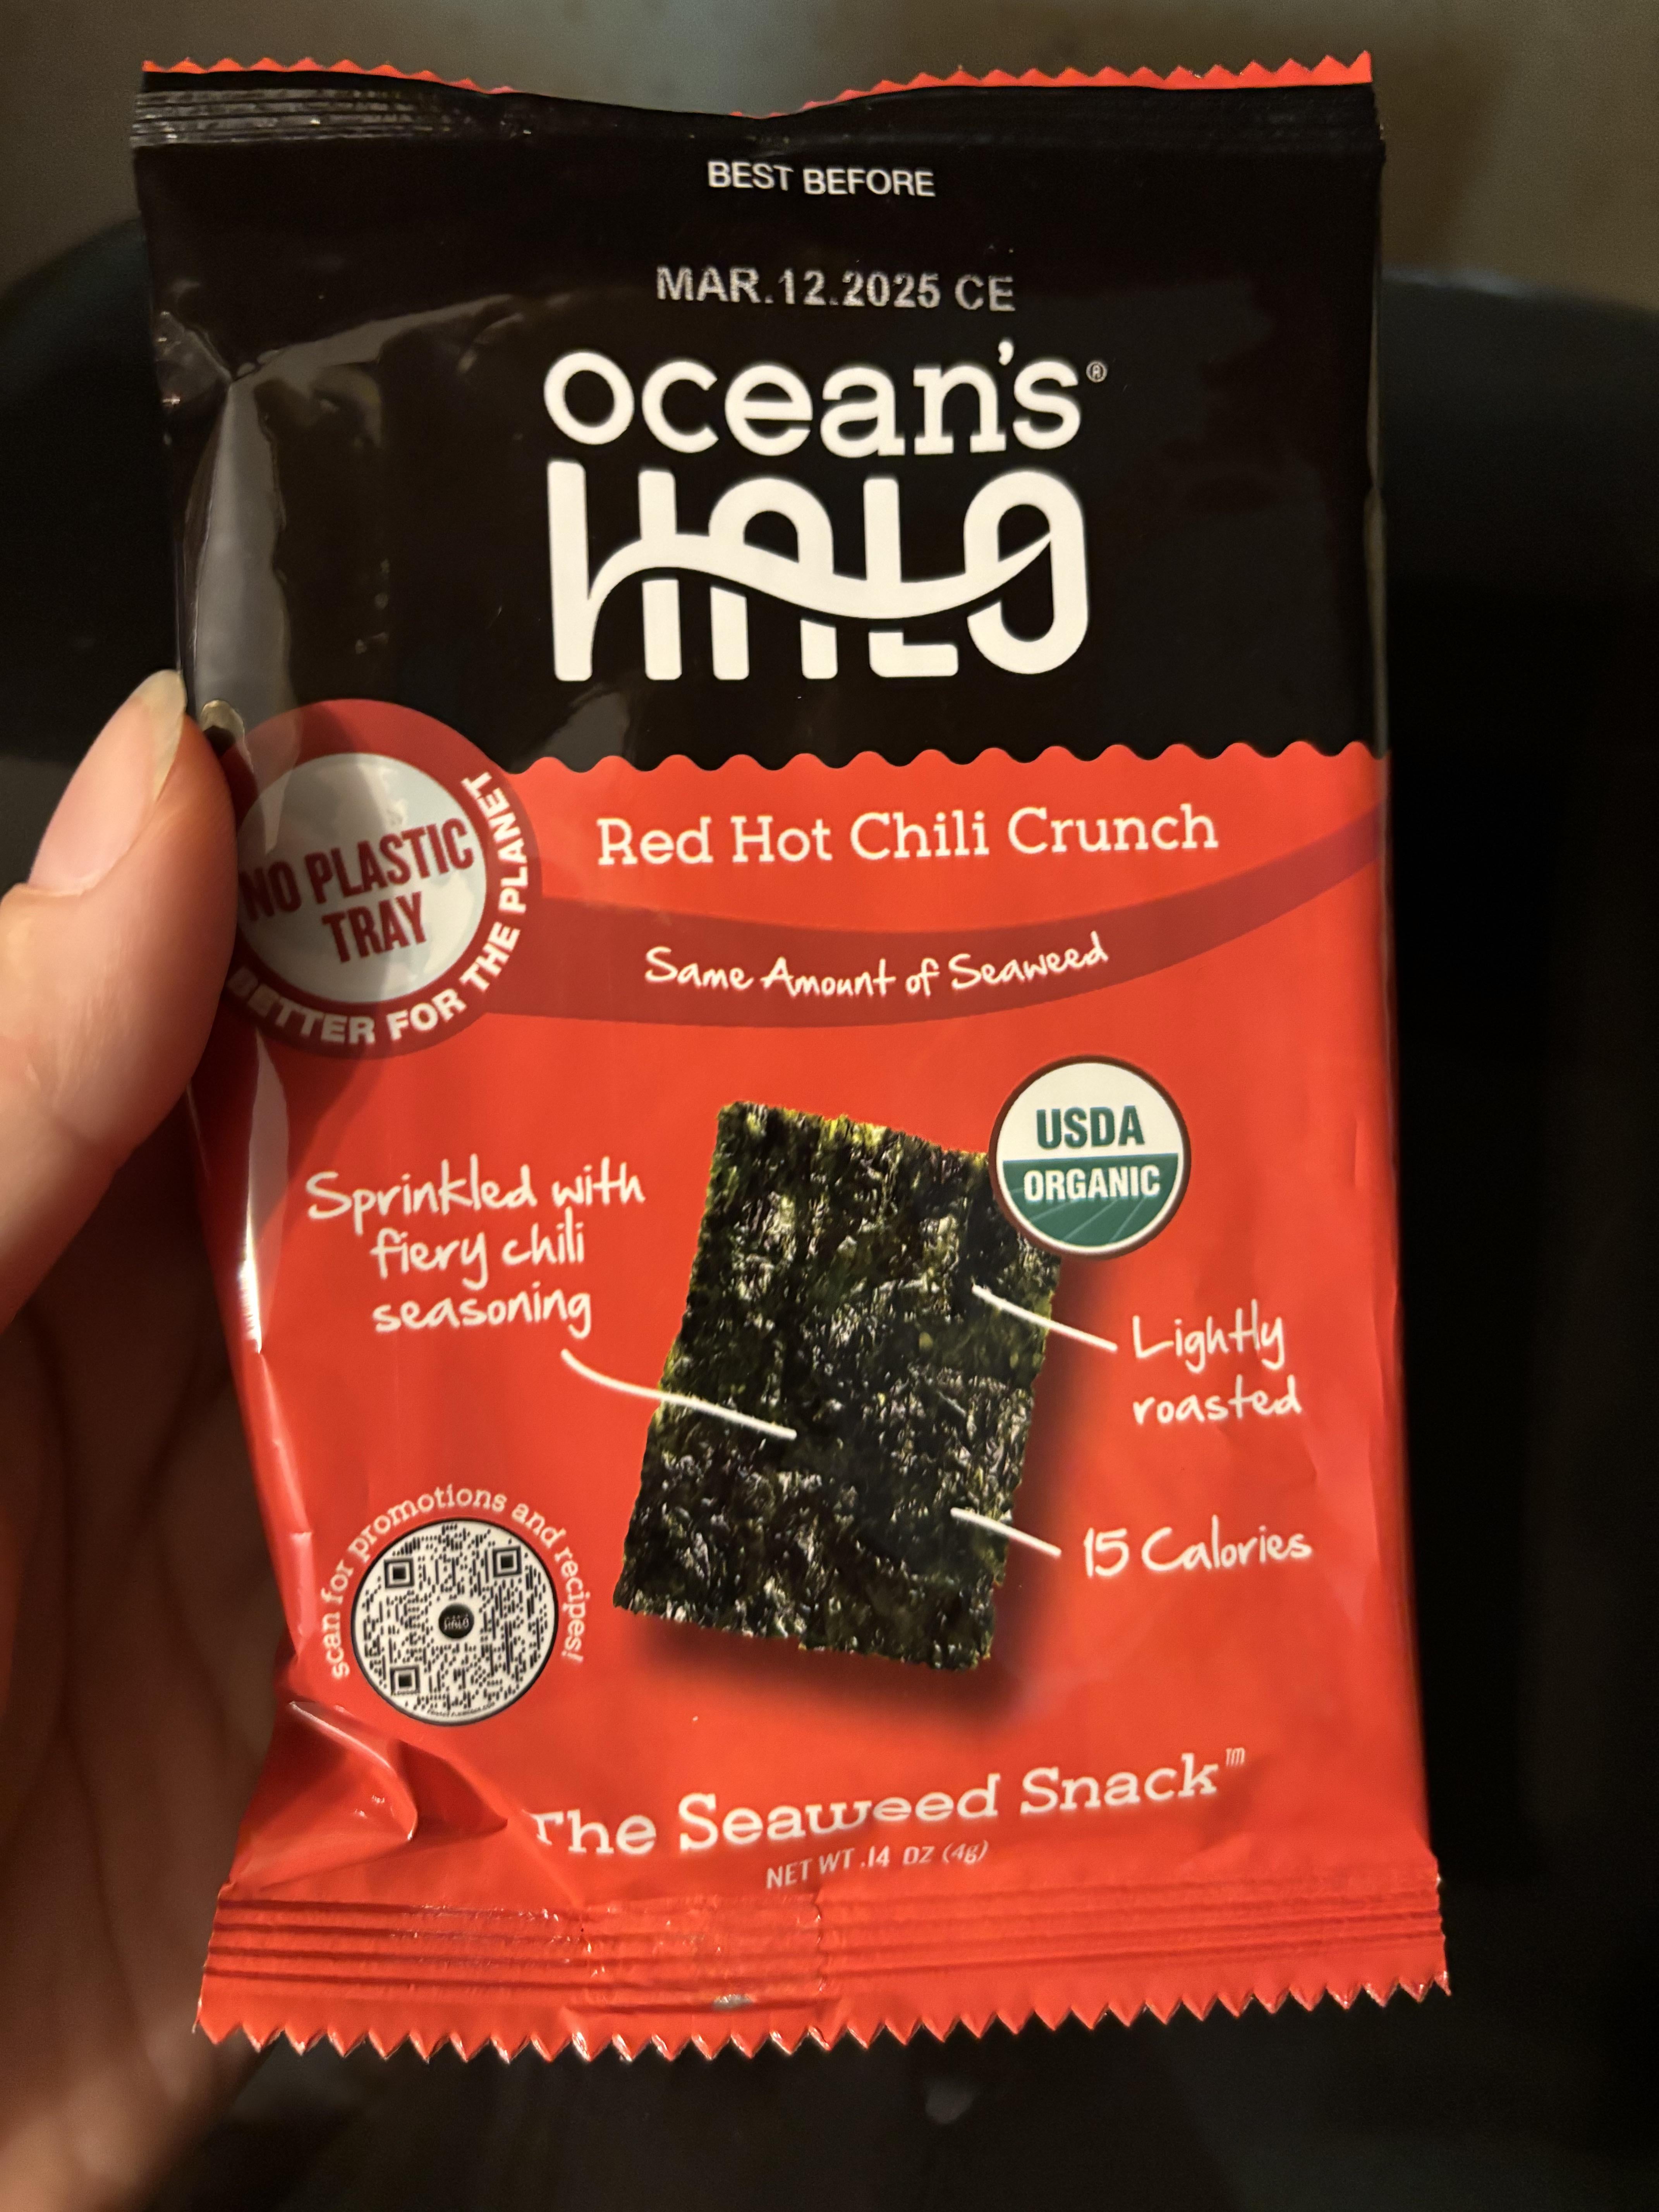 BEST BEFORE
MAR.12.2025 CE
ocean's®
HALO
Red Hot Chili Crunch
NO PLASTIC
TRAY
BETTER FOR THE PLANET
Same Amount of Seaweed
USDA
ORGANIC
Sprinkled with
fiery chili
seasoning
Lightly
roasted
15 Calories
scan for promotions and recipes!
The Seaweed Snack™
NET WT .14 OZ (4g)